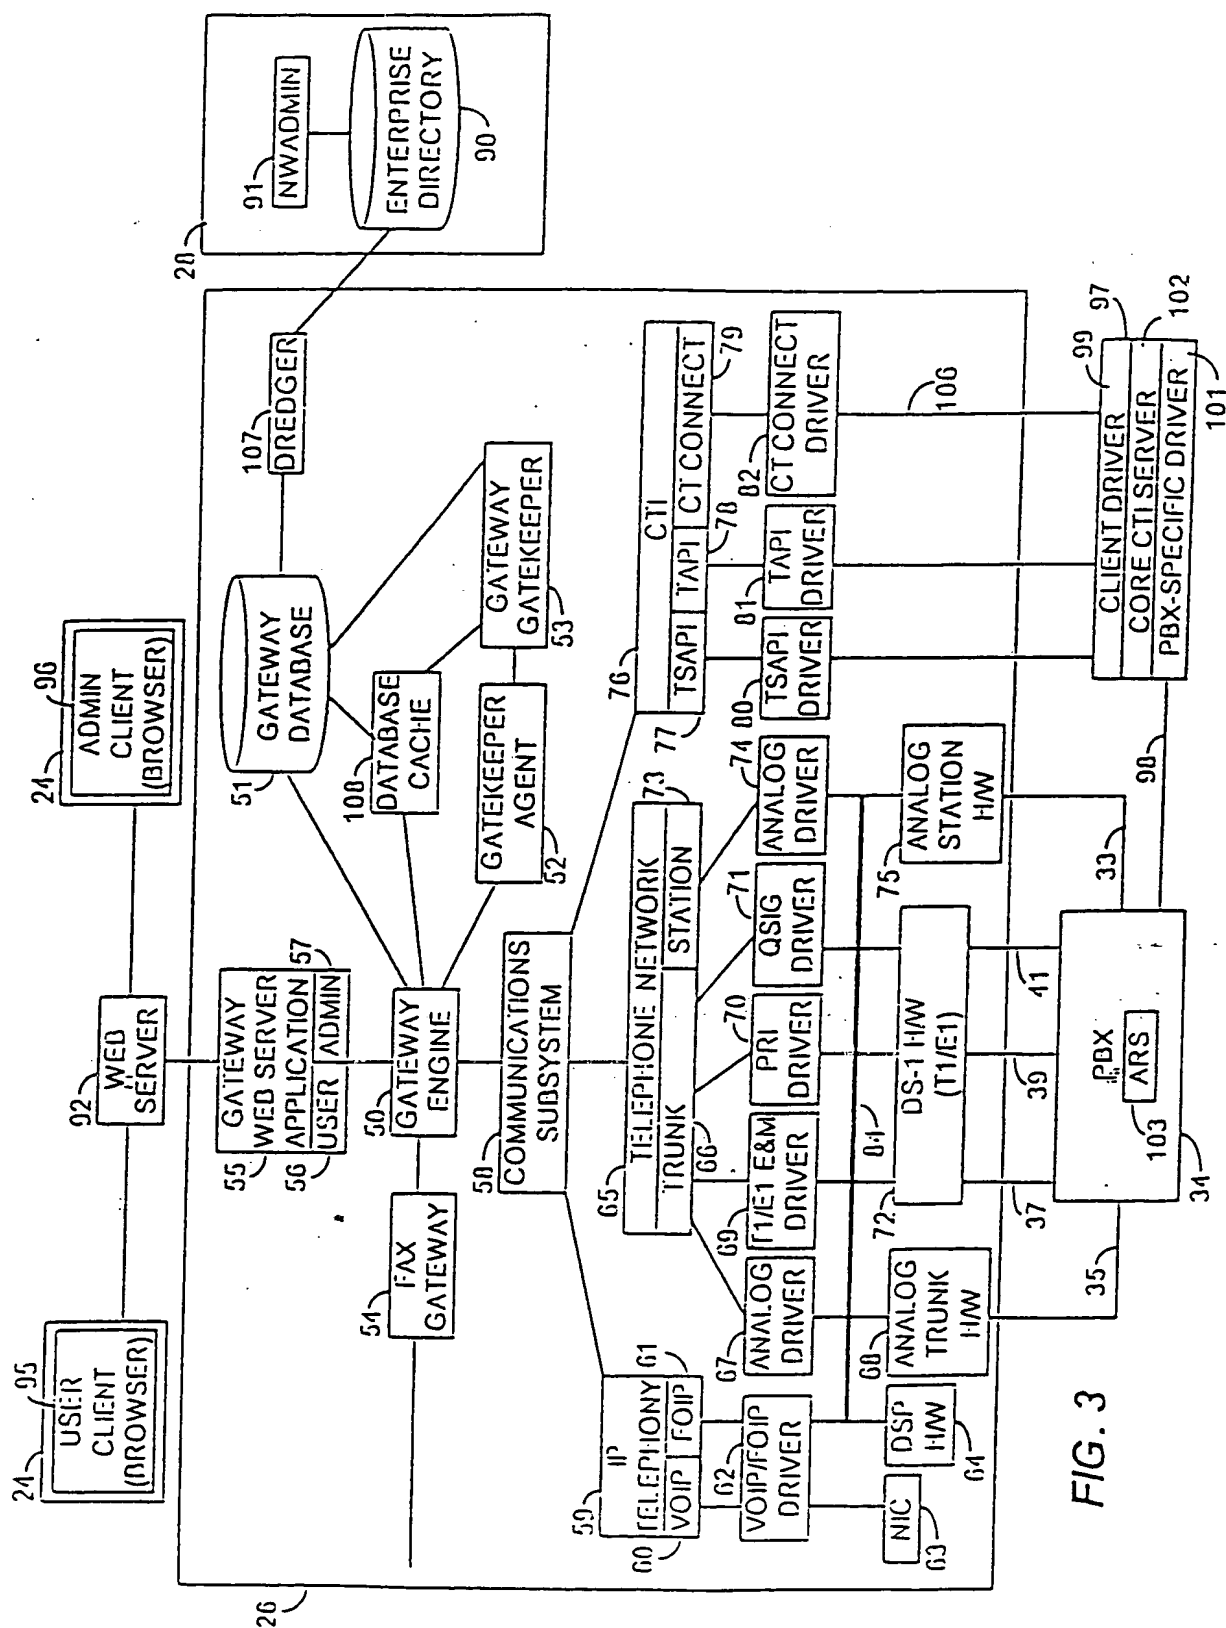 24
95
USER
CLIENT
(BROWSER)
92
WEB
SERVER
24
96
ADMIN
CLIENT
(BROWSER)
28
91
NWADMIN
ENTERPRISE
DIRECTORY
90
26
55
GATEWAY
WEB SERVER
APPLICATION
56
USER
ADMIN
57
51
GATEWAY
DATABASE
107
DREDGER
54
FAX
GATEWAY
50
GATEWAY
ENGINE
108
DATABASE
CACHE
GATEKEEPER
AGENT
52
GATEWAY
GATEKEEPER
53
58
COMMUNICATIONS
SUBSYSTEM
59
IP
TELEPHONY
VOIP
FOIP
60
61
65
TELEPHONE NETWORK
TRUNK
STATION
66
73
76
CTI
TSAPI
TAPI
CT CONNECT
77
78
79
62
VOIP/FOIP
DRIVER
67
ANALOG
DRIVER
69
T1/E1 E&M
DRIVER
70
PRI
DRIVER
71
QSIG
DRIVER
74
ANALOG
DRIVER
80
TSAPI
DRIVER
81
TAPI
DRIVER
82
CT CONNECT
DRIVER
84
NIC
63
DSP
H/W
64
68
ANALOG
TRUNK
H/W
72
DS-1 H/W
(T1/E1)
75
ANALOG
STATION
H/W
106
35
37
39
41
33
98
PBX
ARS
103
34
CLIENT DRIVER
99
CORE CTI SERVER
PBX-SPECIFIC DRIVER
97
102
101
FIG. 3